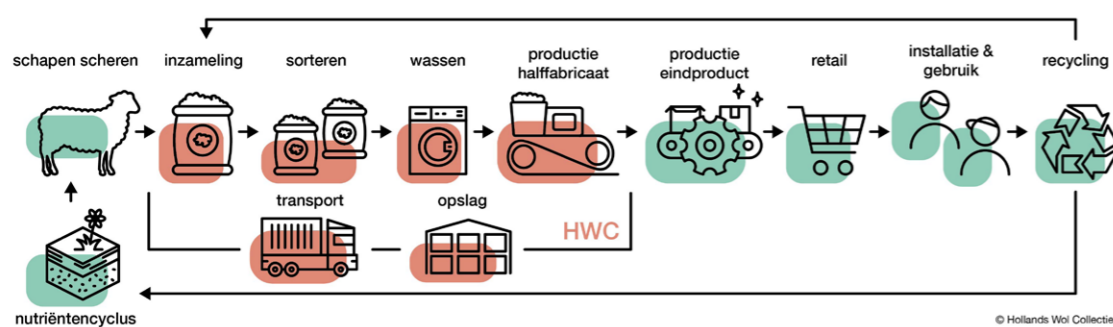 schapen scheren
inzameling
sorteren
wassen
productie
halffabricaat
productie
eindproduct
retail
installatie &
gebruik
recycling
transport
opslag
HWC
nutriëntencyclus
© Hollands Wol Collectie